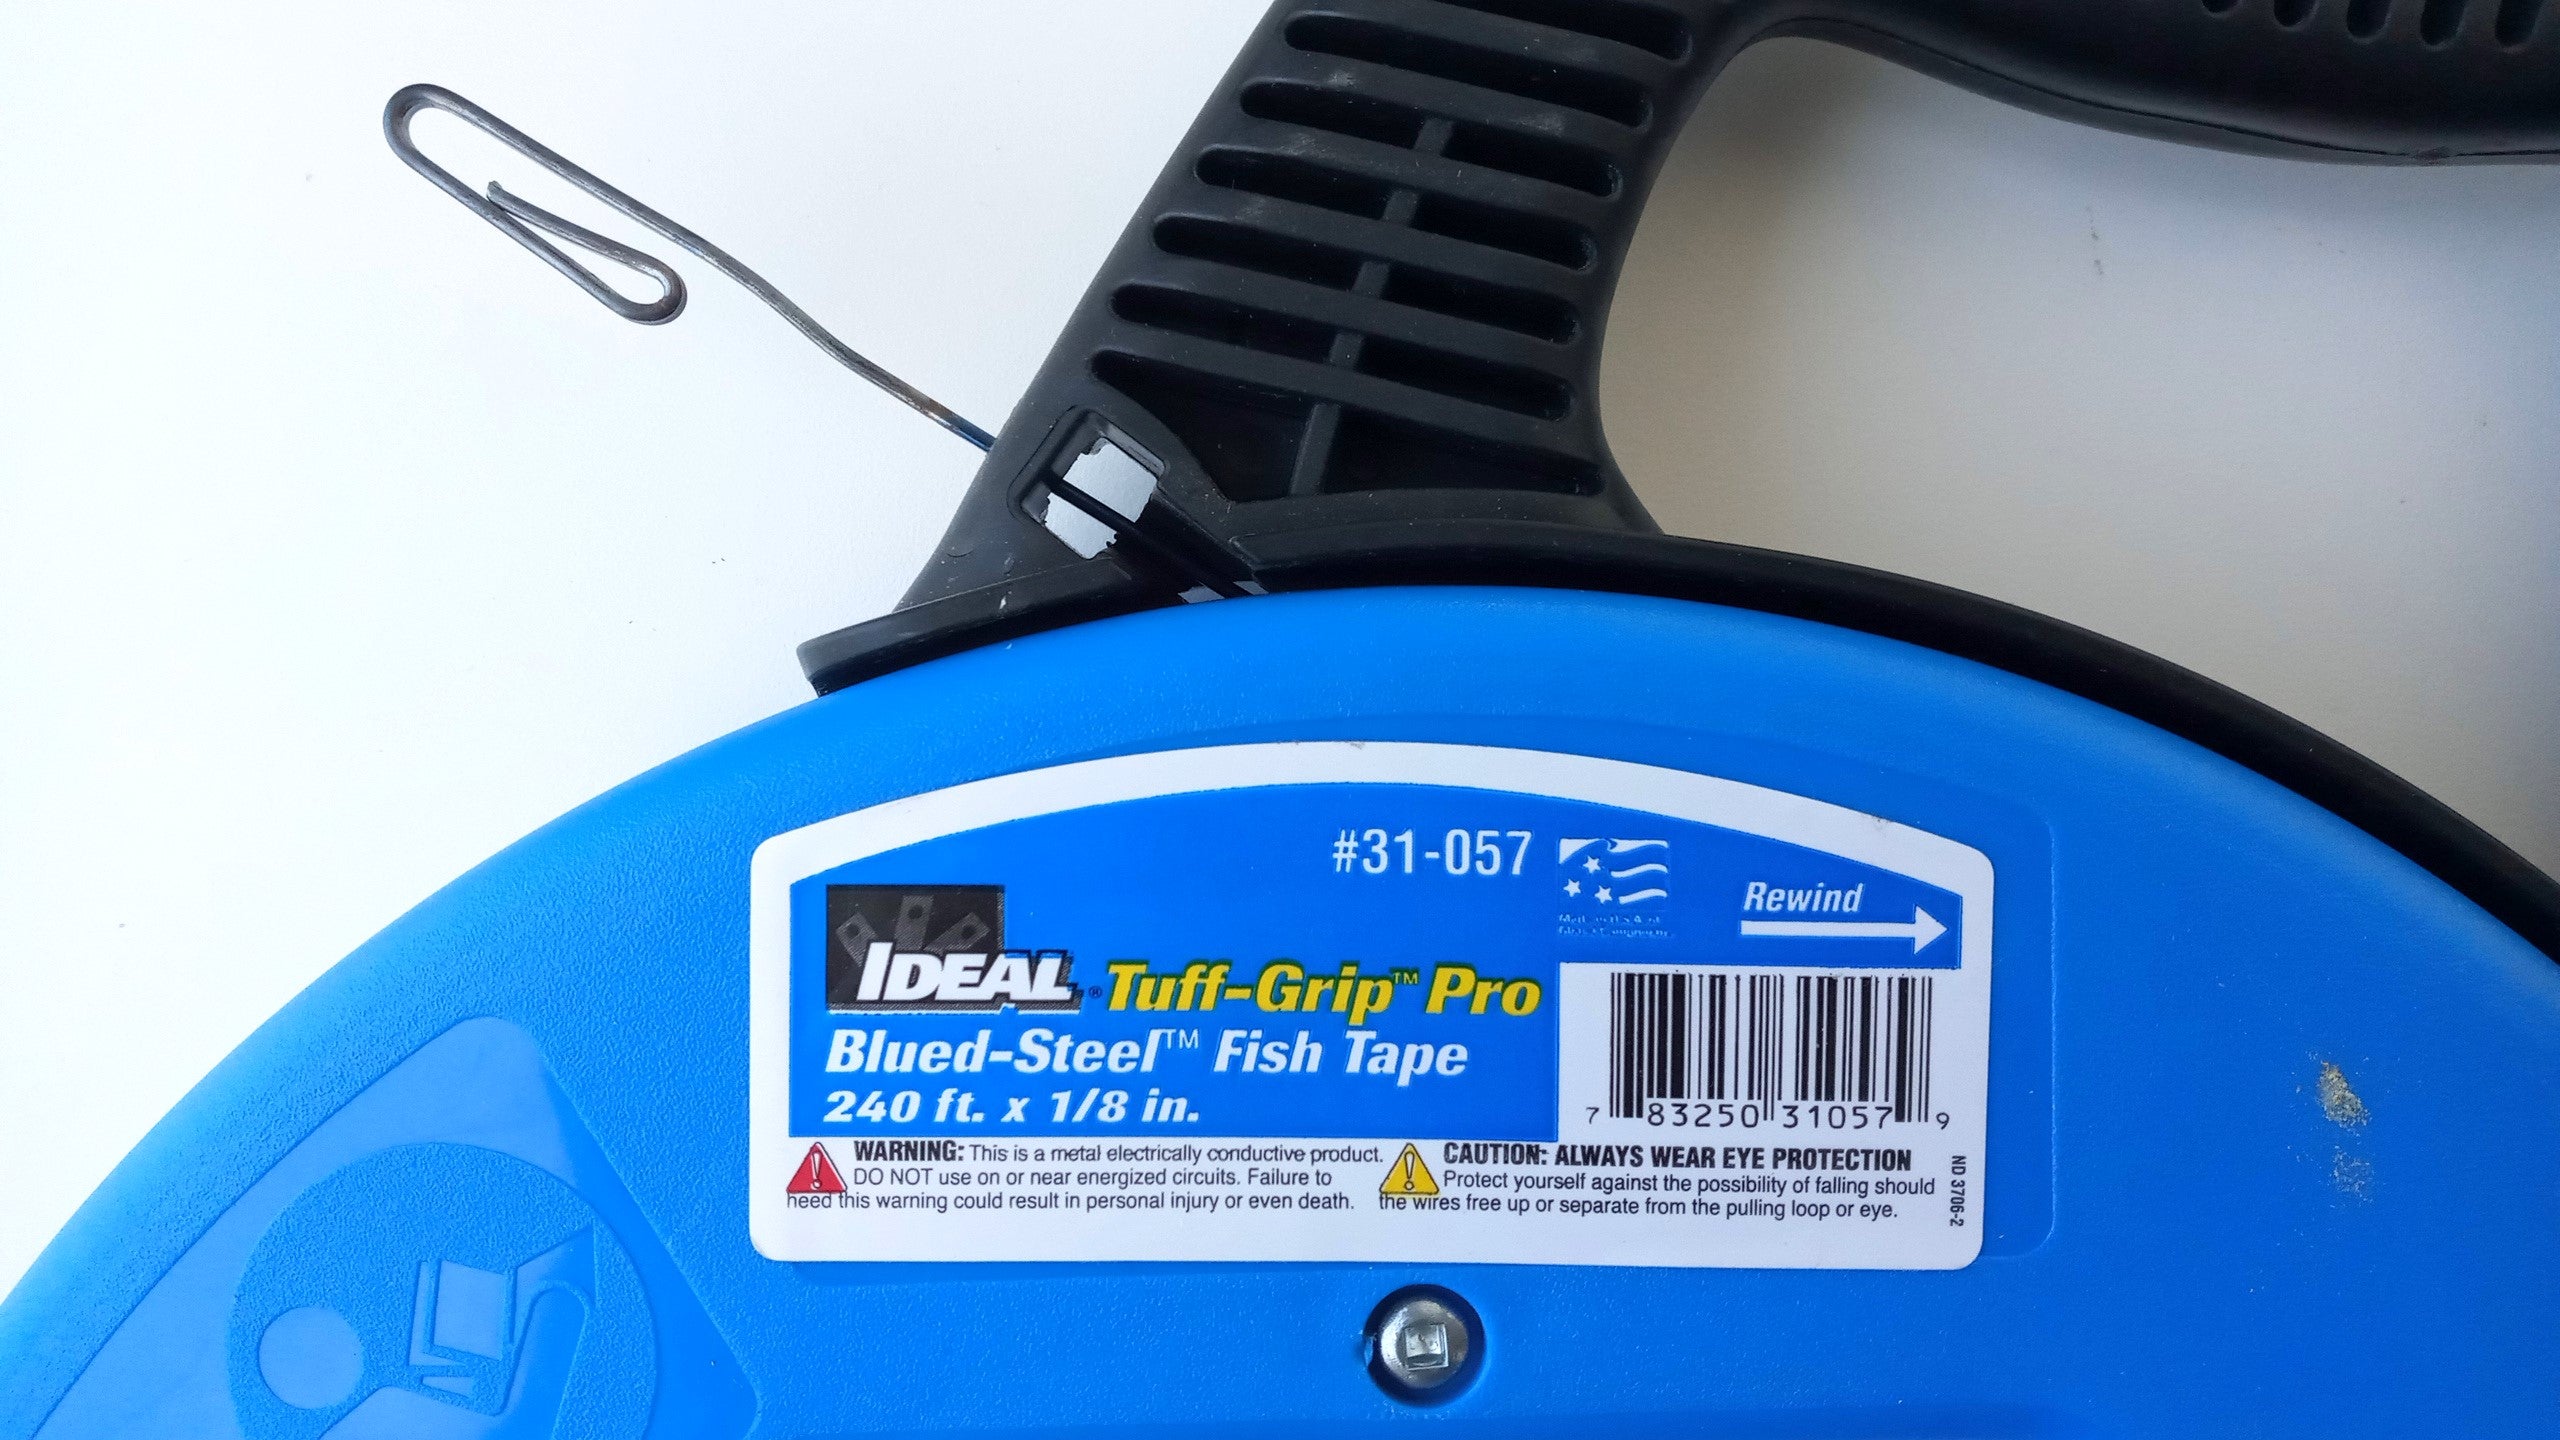 #31-057
Rewind
IDEAL® Tuff-Grip™ Pro
Blued-Steel™ Fish Tape
240 ft. x 1/8 in.
7 83250 31057 9
WARNING: This is a metal electrically conductive product.
DO NOT use on or near energized circuits. Failure to
heed this warning could result in personal injury or even death.
CAUTION: ALWAYS WEAR EYE PROTECTION
Protect yourself against the possibility of falling should
the wires free up or separate from the pulling loop or eye.
ND 3706-2